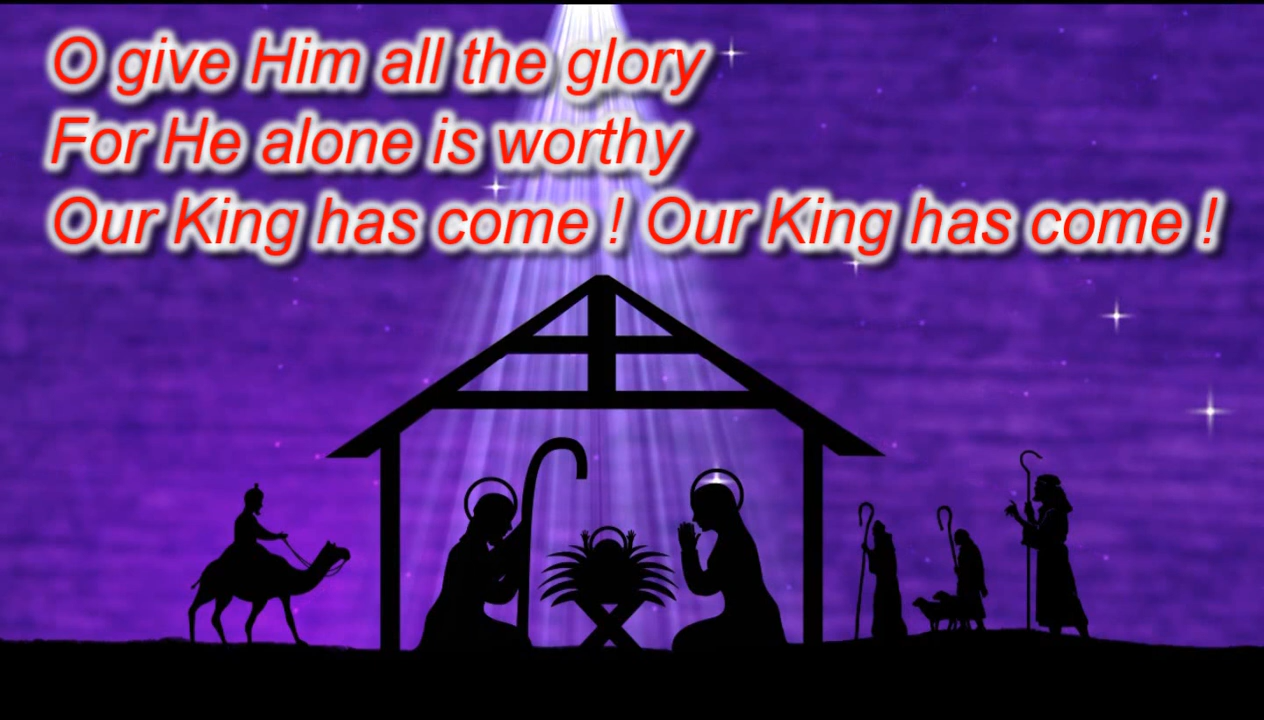 O give Him all the glory
For He alone is worthy
Our King has come ! Our King has come !